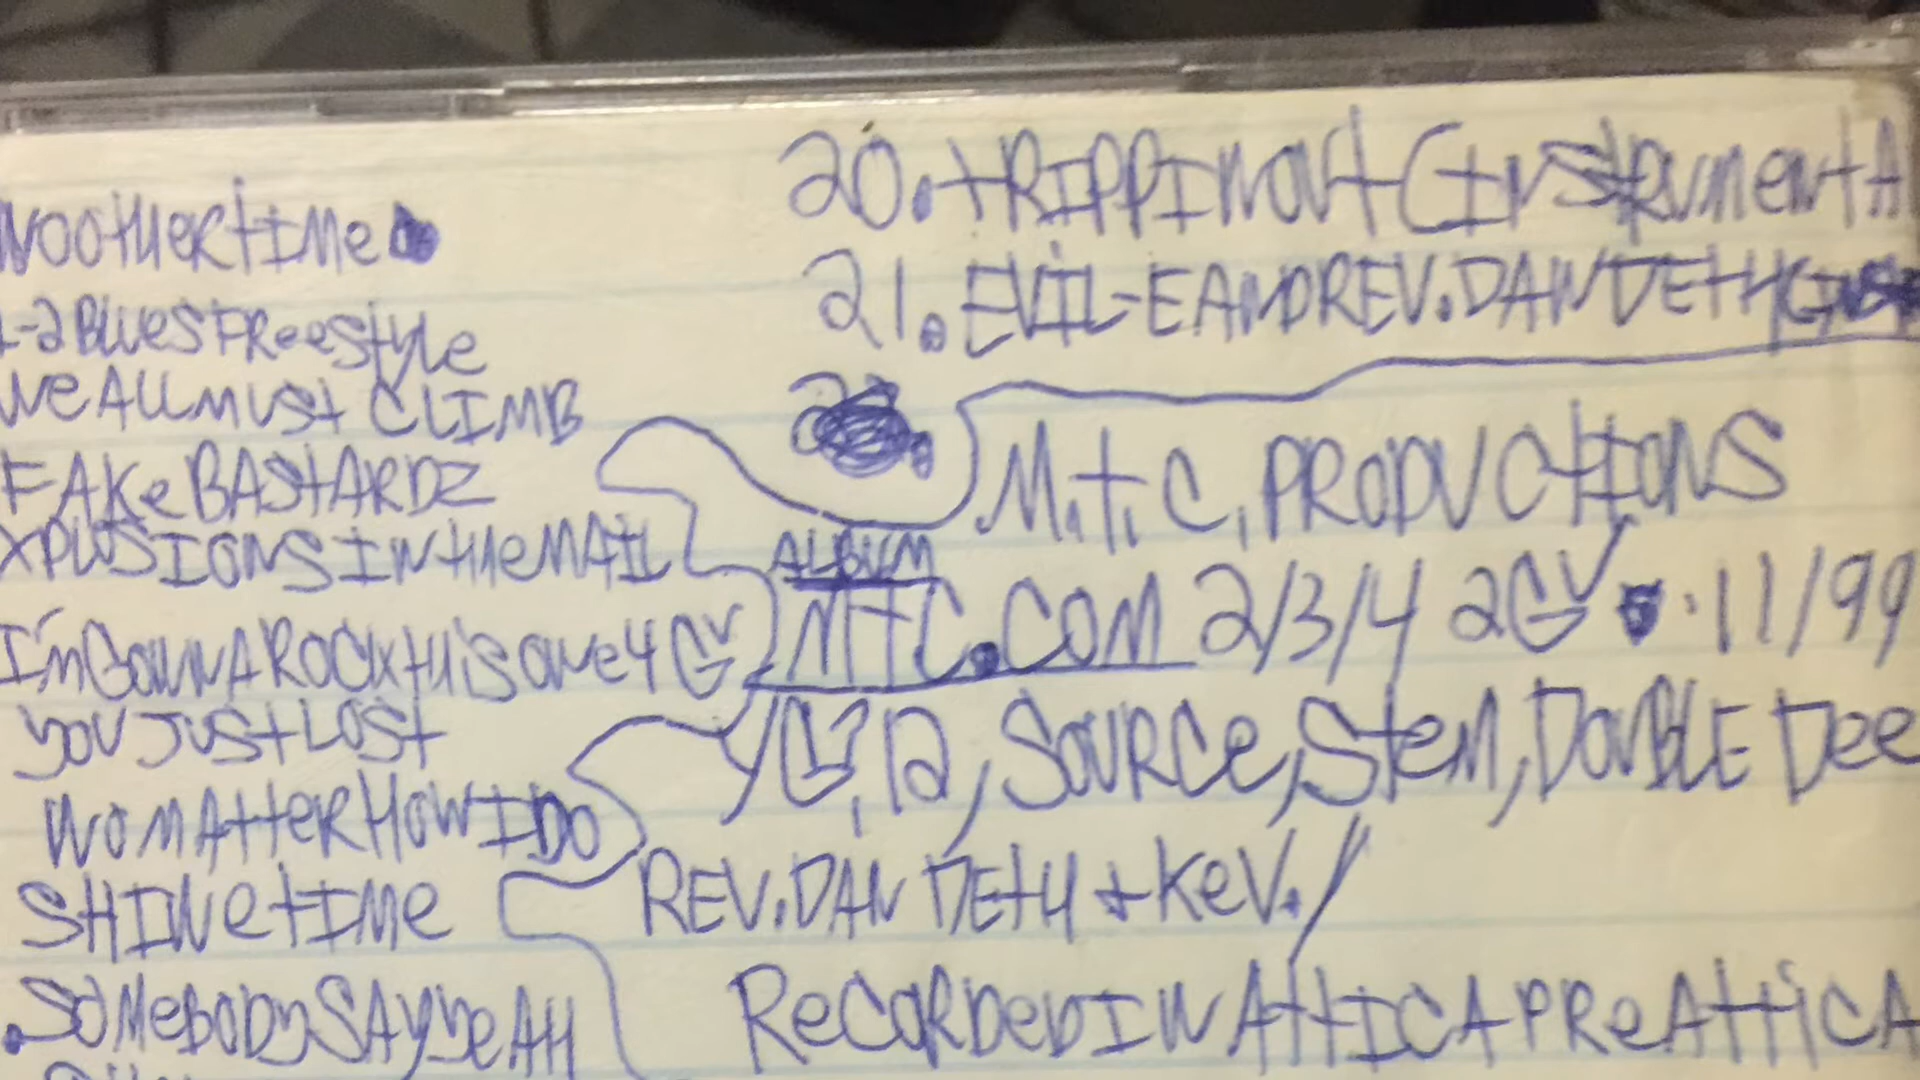 NO OTHER TIME
-2 BLUES FREESTYLE
WE ALL MUST CLIMB
FAKE BASTARDZ
XPLOSIONS IN THE MAIL
I'M GONNA ROCK THIS ONE 4 GV
YOU JUST LOST
NO MATTER HOW I DO
SHINE TIME
.SOMEBODY SAY YEAH
20. TRIPPIN OUT (INSTRUMENTA
21. EVIL-E AND REV. DAN DETH
M.T.C. PRODUCTIONS
ALBUM
MTC.COM 2/3/4 2GV 11/99
12, SOURCE, STEM, DOUBLE DEE
REV. DAN DETH + KEV.
RECORDED IN ATTICA PRE ATTICA